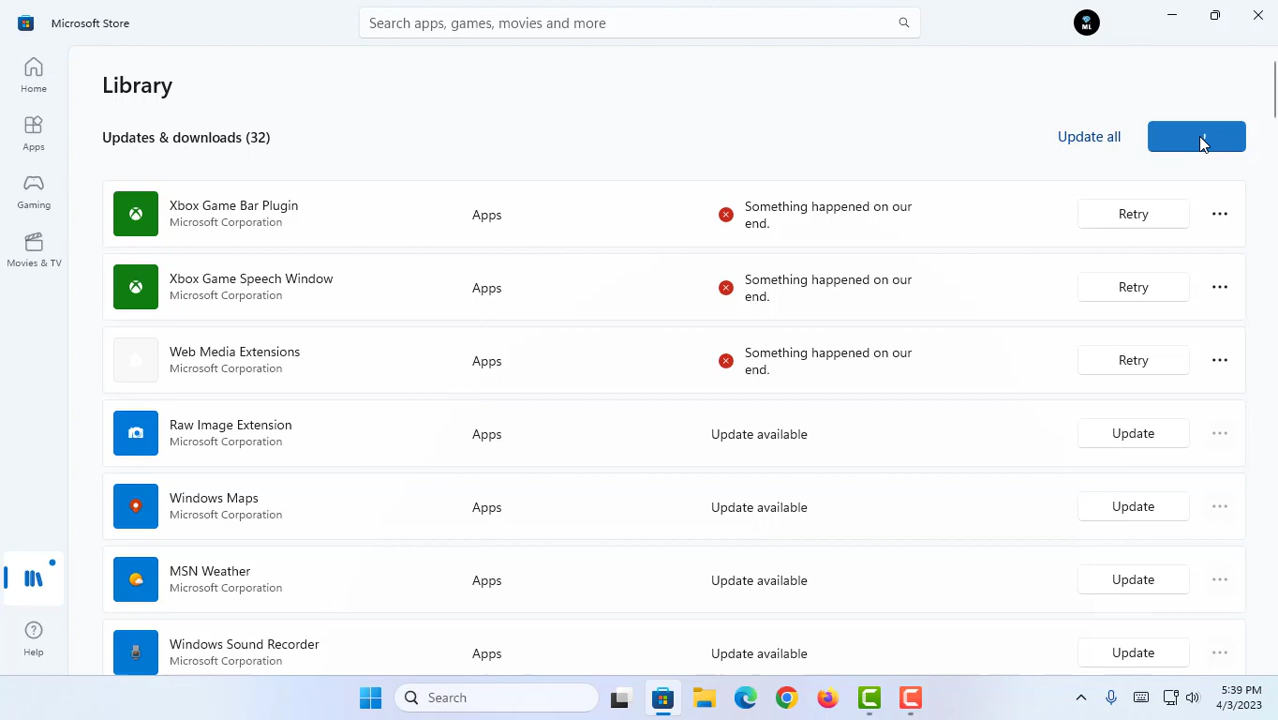 Microsoft Store
Search apps, games, movies and more
ML
Home
Apps
Gaming
Movies & TV
Help
Library
Updates & downloads (32)
Update all
Xbox Game Bar Plugin
Microsoft Corporation
Apps
Something happened on our
end.
Retry
Xbox Game Speech Window
Microsoft Corporation
Apps
Something happened on our
end.
Retry
Web Media Extensions
Microsoft Corporation
Apps
Something happened on our
end.
Retry
Raw Image Extension
Microsoft Corporation
Apps
Update available
Update
Windows Maps
Microsoft Corporation
Apps
Update available
Update
MSN Weather
Microsoft Corporation
Apps
Update available
Update
Windows Sound Recorder
Microsoft Corporation
Apps
Update available
Update
Search
5:39 PM
4/3/2023